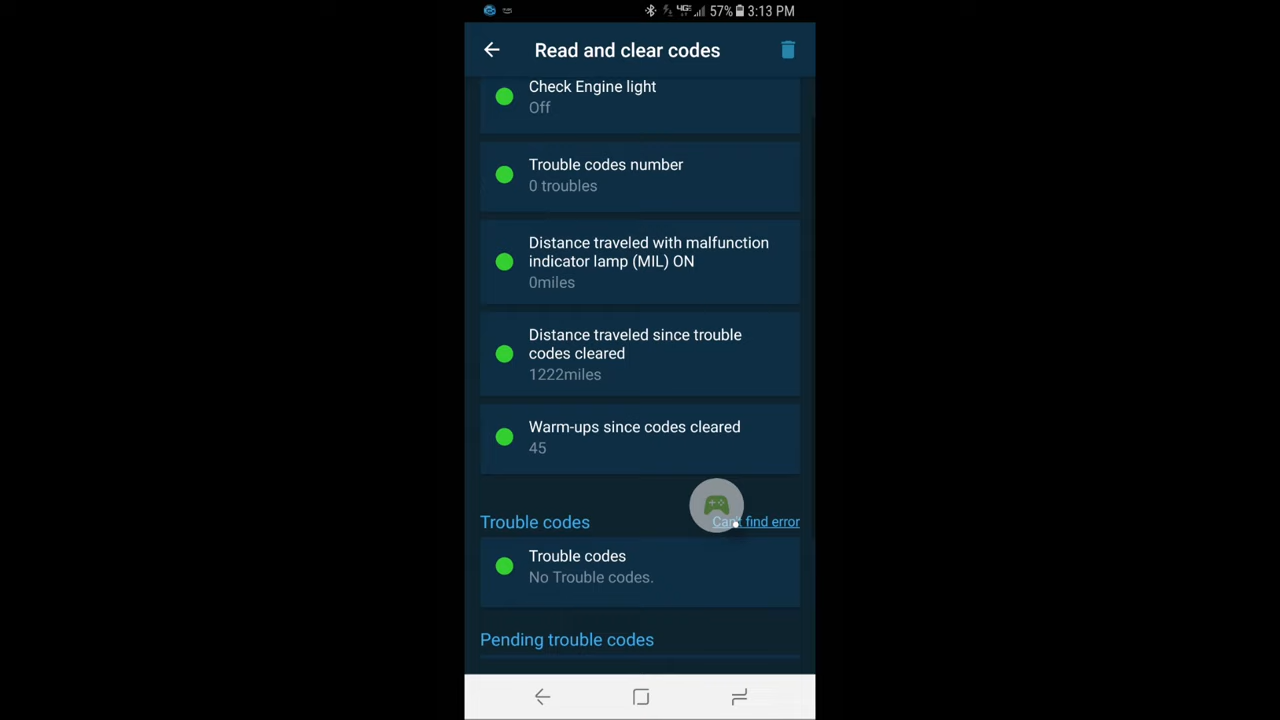 4GE 57% 3:13 PM
Read and clear codes
Check Engine light
Off
Trouble codes number
0 troubles
Distance traveled with malfunction
indicator lamp (MIL) ON
0miles
Distance traveled since trouble
codes cleared
1222miles
Warm-ups since codes cleared
45
Trouble codes
Can't find error
Trouble codes
No Trouble codes.
Pending trouble codes